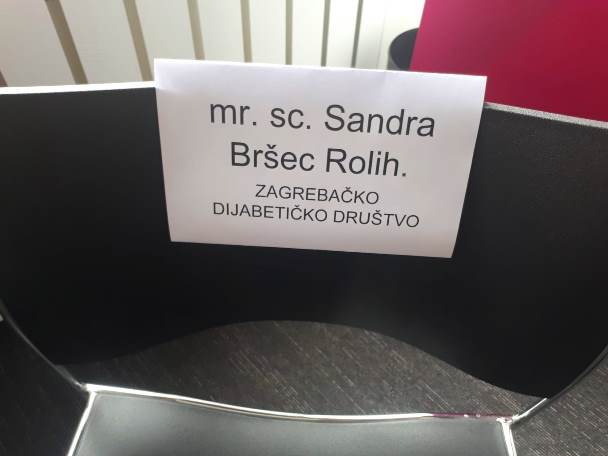 mr. sc. Sandra
Bršec Rolih.
ZAGREBAČKO
DIJABETIČKO DRUŠTVO